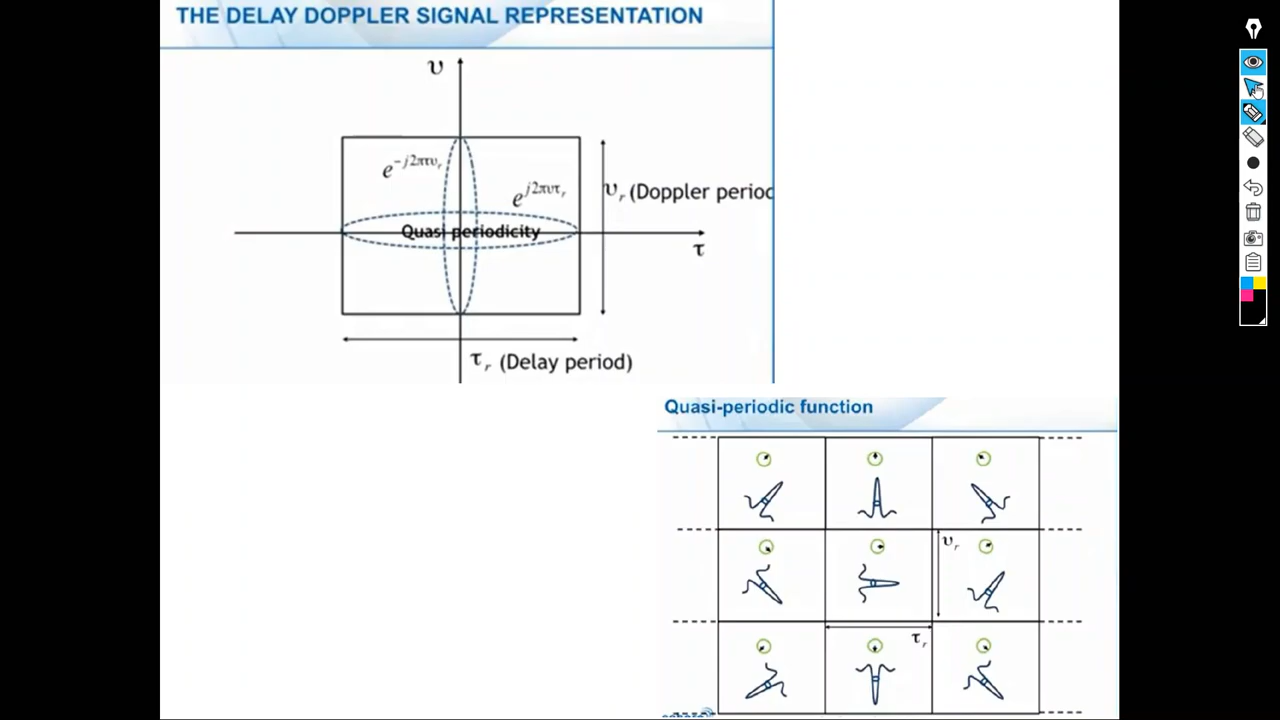 THE DELAY DOPPLER SIGNAL REPRESENTATION
υ
e^{-j2πτυ_r}
e^{j2πυτ_r}
υ_r (Doppler perioc
Quasi periodicity
τ
τ_r (Delay period)
Quasi-periodic function
υ_r
τ_r